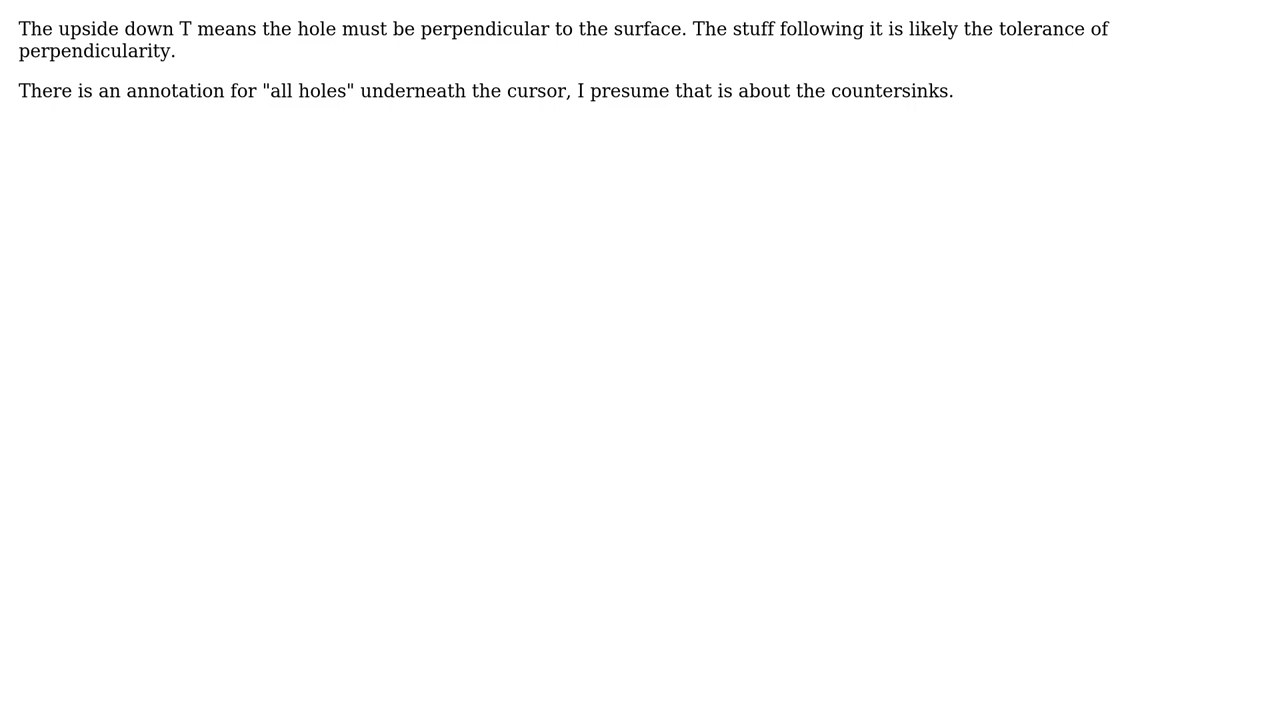 The upside down T means the hole must be perpendicular to the surface. The stuff following it is likely the tolerance of
perpendicularity.
There is an annotation for "all holes" underneath the cursor, I presume that is about the countersinks.